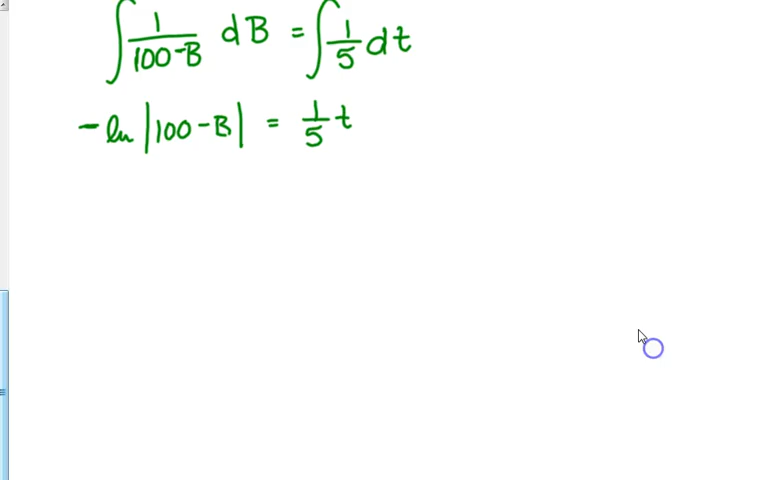 ∫ 1/(100-B) dB = ∫ 1/5 dt
-ln |100-B| = 1/5 t